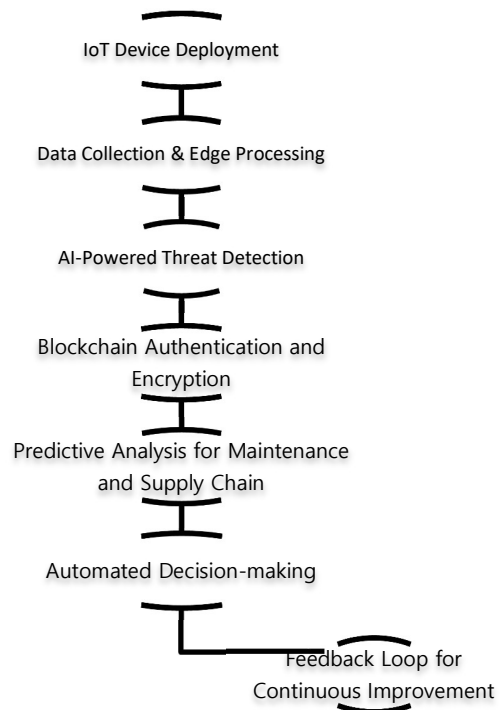 IoT Device Deployment
Data Collection & Edge Processing
AI-Powered Threat Detection
Blockchain Authentication and
Encryption
Predictive Analysis for Maintenance
and Supply Chain
Automated Decision-making
Feedback Loop for
Continuous Improvement